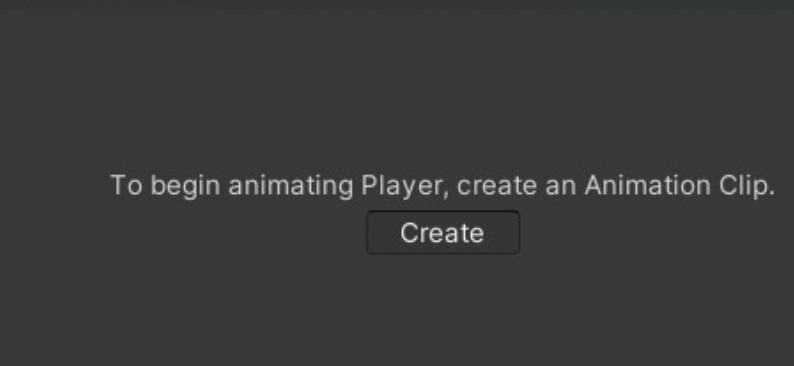 To begin animating Player, create an Animation Clip.
Create